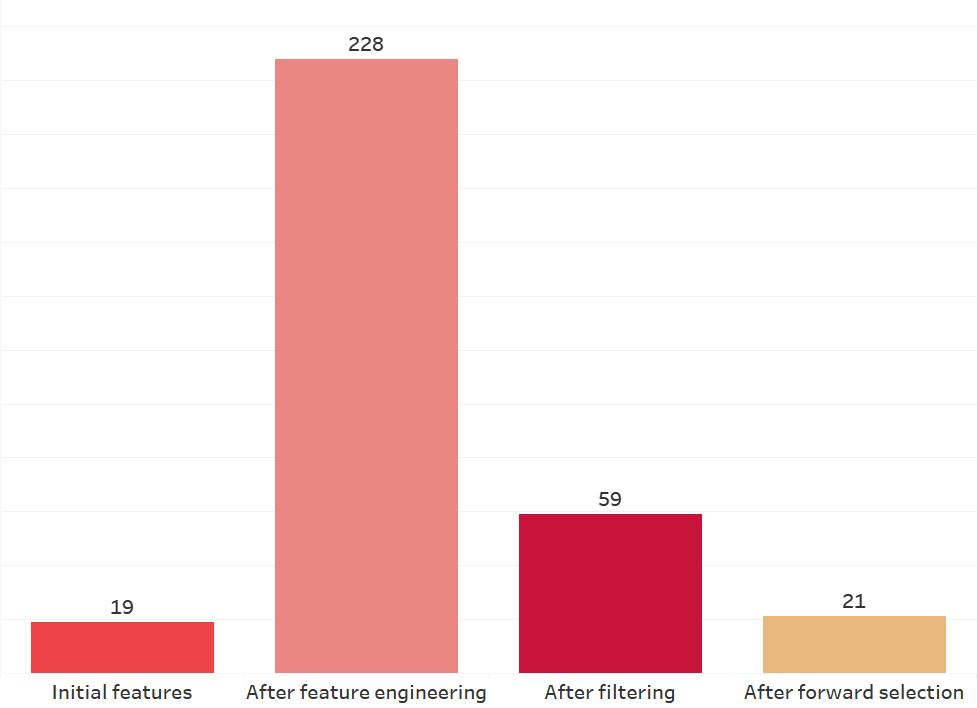 228
59
21
19
Initial features
After feature engineering
After filtering
After forward selection